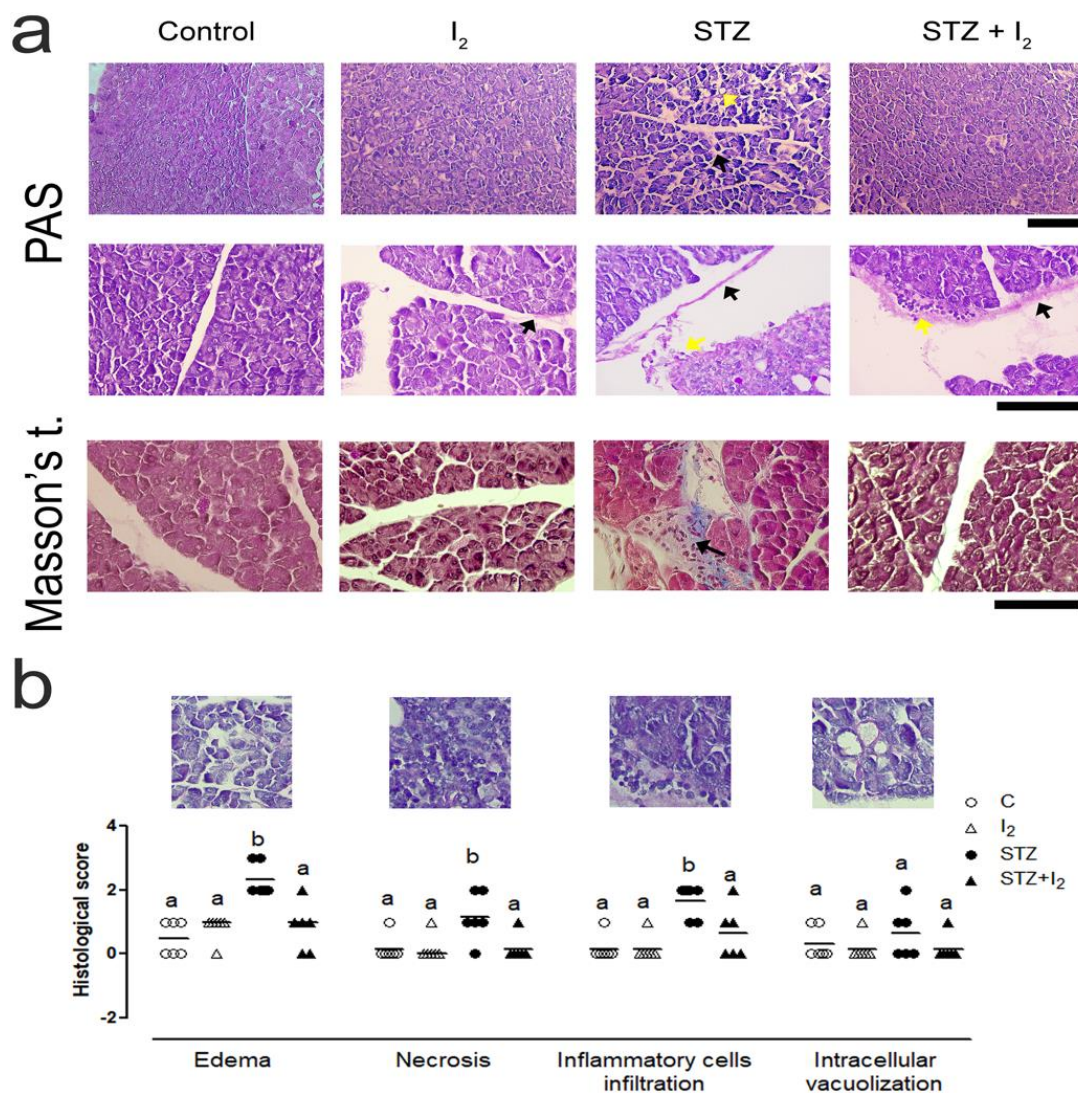 a
Control
I₂
STZ
STZ + I₂
PAS
Masson's t.
b
C
I₂
STZ
STZ+I₂
Histological score
4
2
0
-2
a
a
b
a
a
a
b
a
a
a
b
a
a
a
a
a
Edema
Necrosis
Inflammatory cells
infiltration
Intracellular
vacuolization